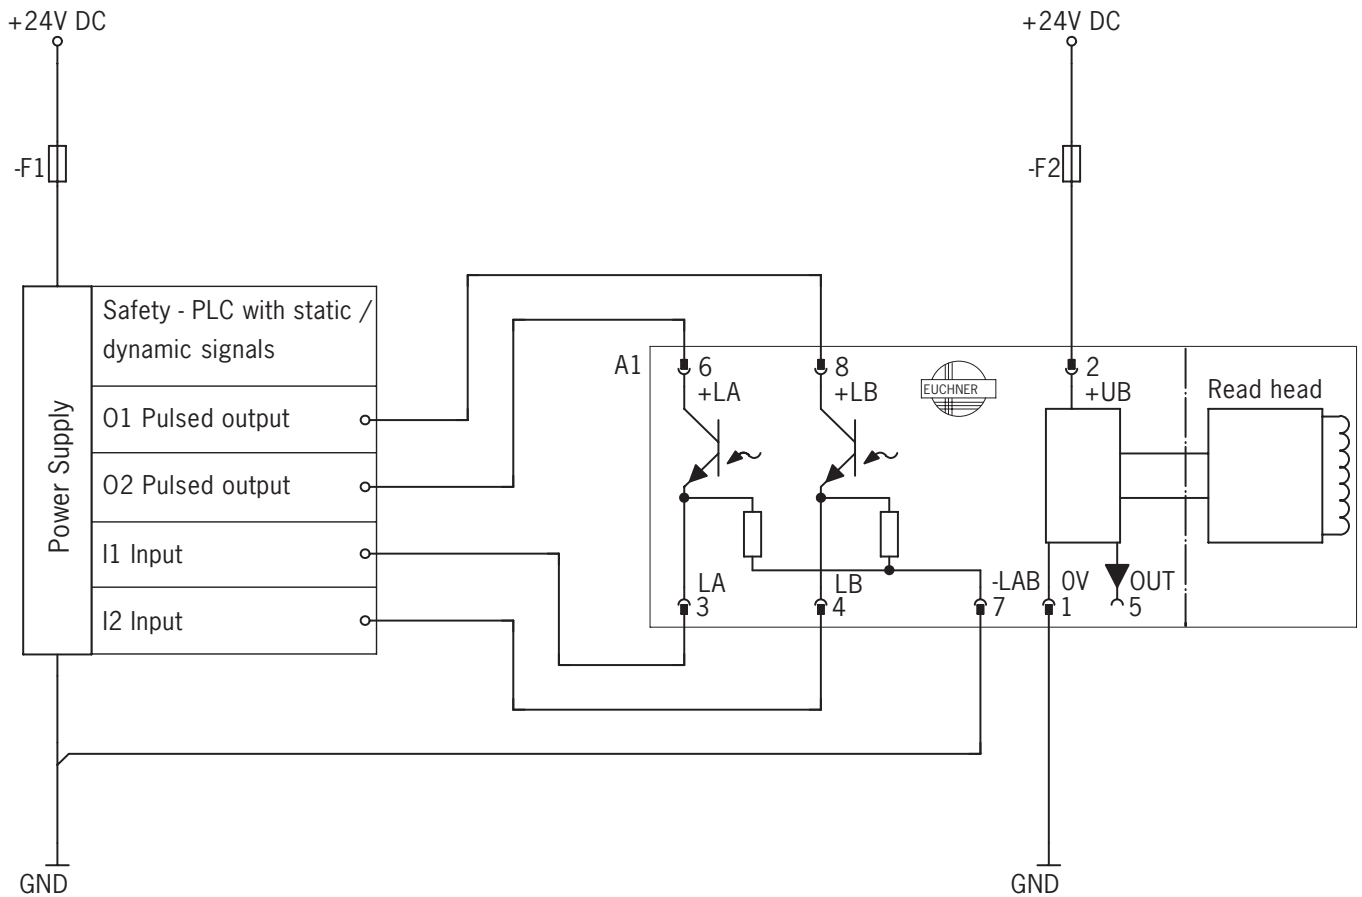 +24V DC
+24V DC
-F1
-F2
Power Supply
Safety - PLC with static /
dynamic signals
O1 Pulsed output
O2 Pulsed output
I1 Input
I2 Input
A1
6
+LA
8
+LB
EUCHNER
2
+UB
Read head
LA
3
LB
4
-LAB
7
0V
1
OUT
5
GND
GND